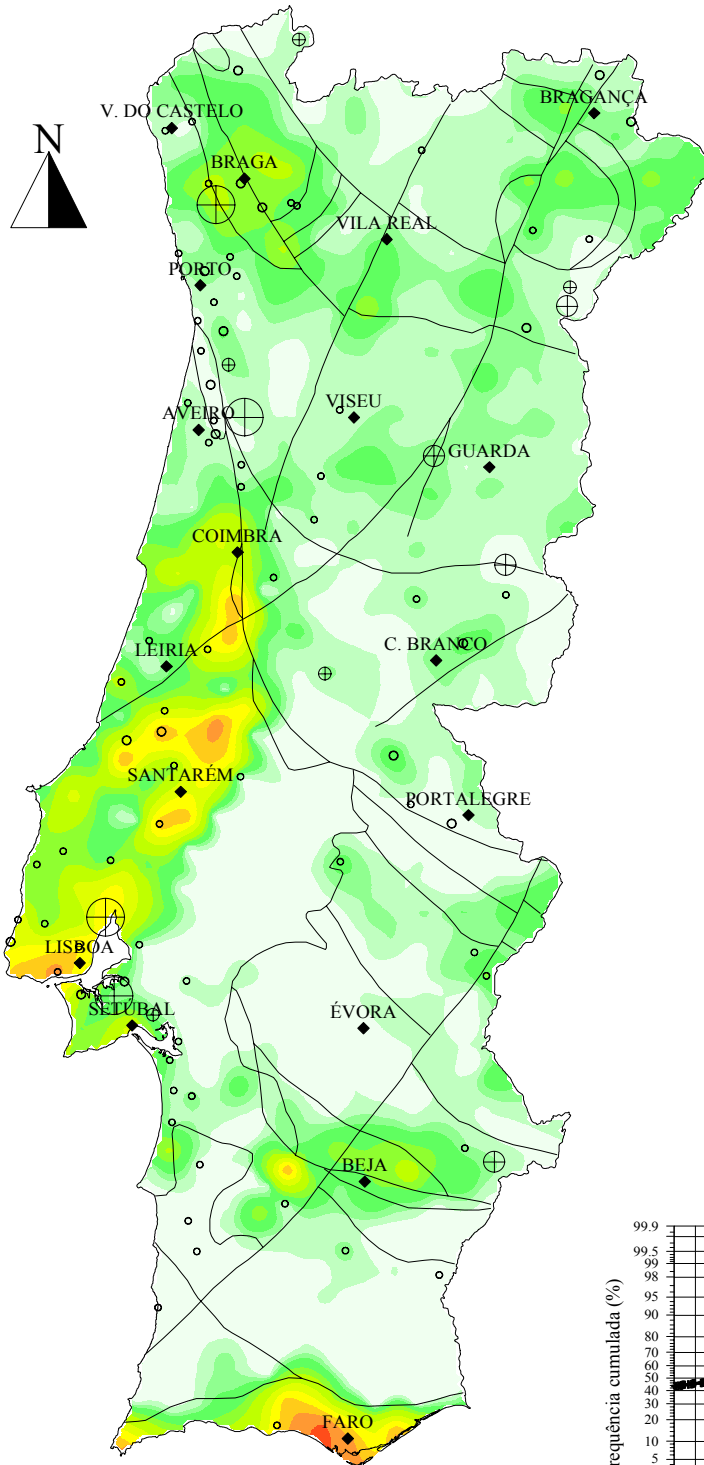 N
V. DO CASTELO
BRAGANÇA
BRAGA
VILA REAL
PORTO
VISEU
AVEIRO
GUARDA
COIMBRA
C. BRANCO
LEIRIA
SANTARÉM
PORTALEGRE
LISBOA
SETÚBAL
ÉVORA
BEJA
FARO
requência cumulada (%)
99.9
99.5
99
98
95
90
80
70
60
50
40
30
20
10
5